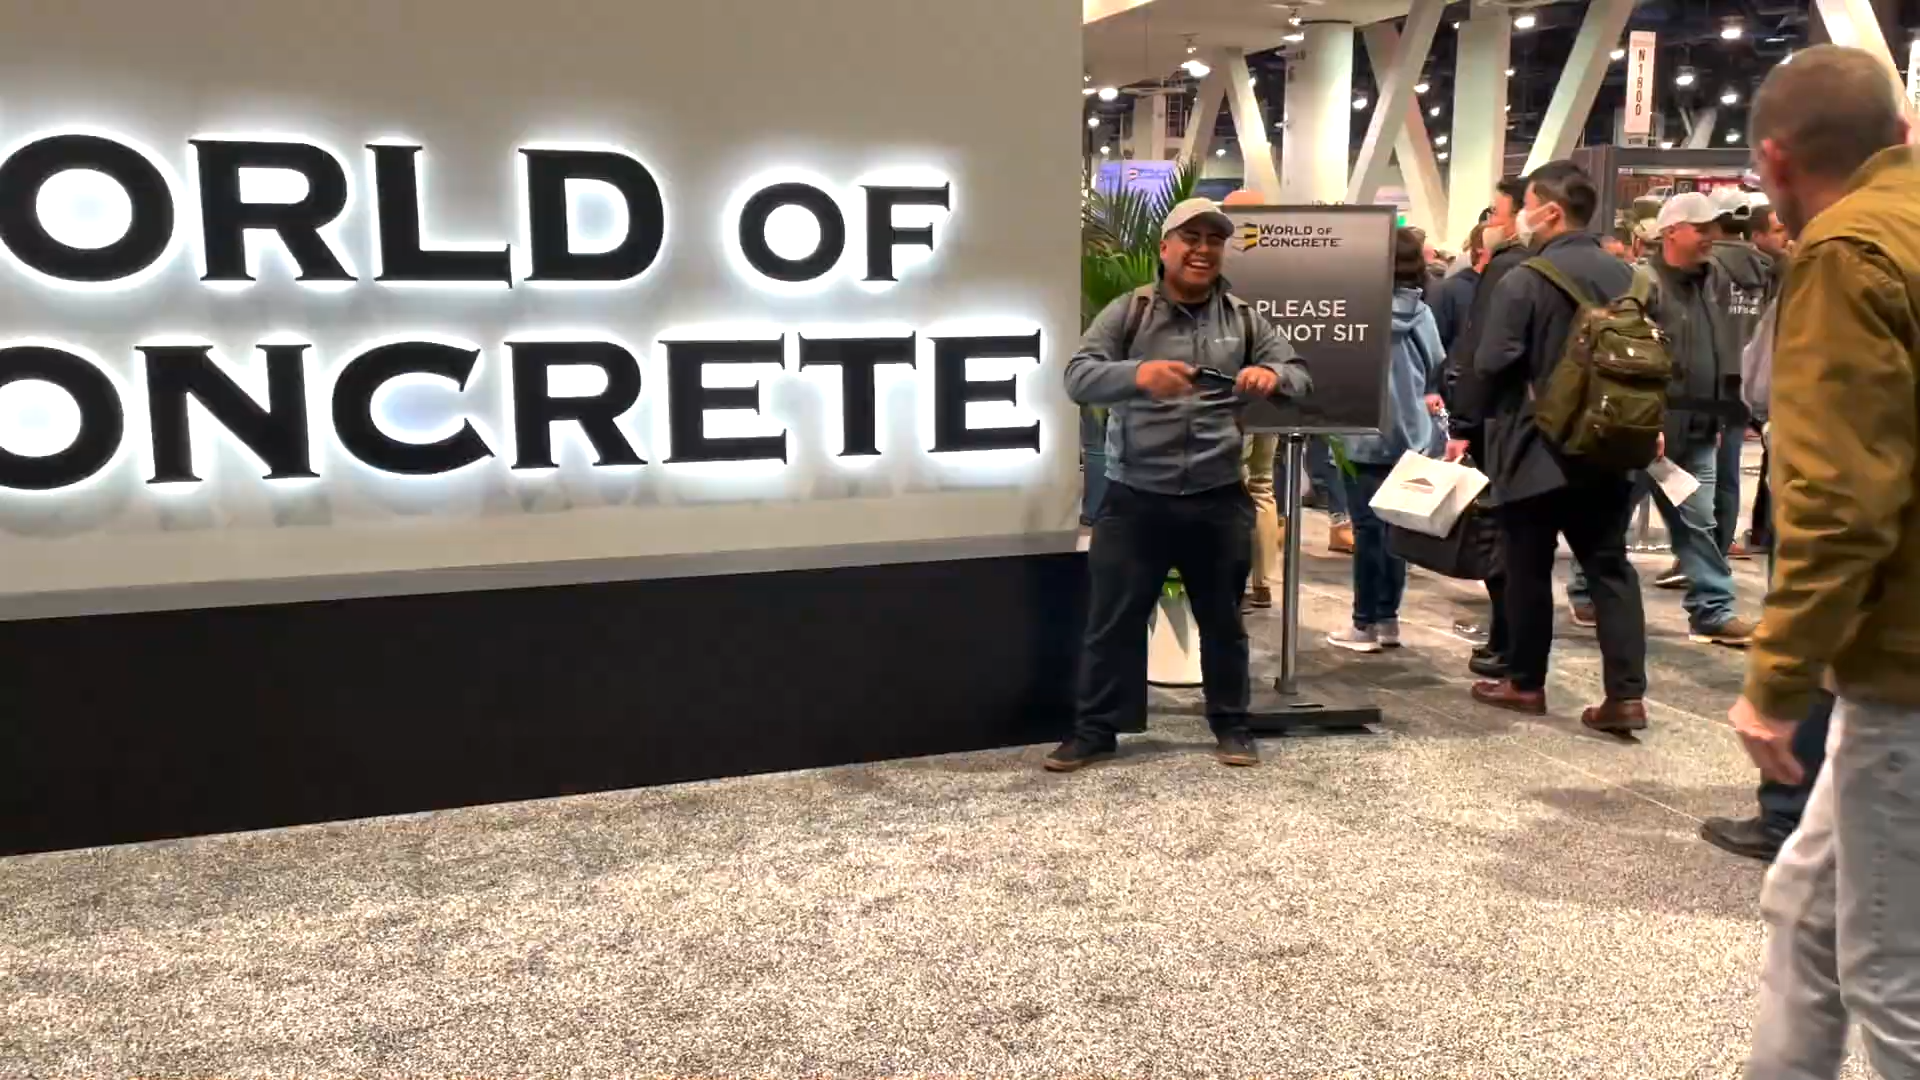 ORLD OF
ONCRETE
WORLD OF
CONCRETE
PLEASE
NOT SIT
N1800